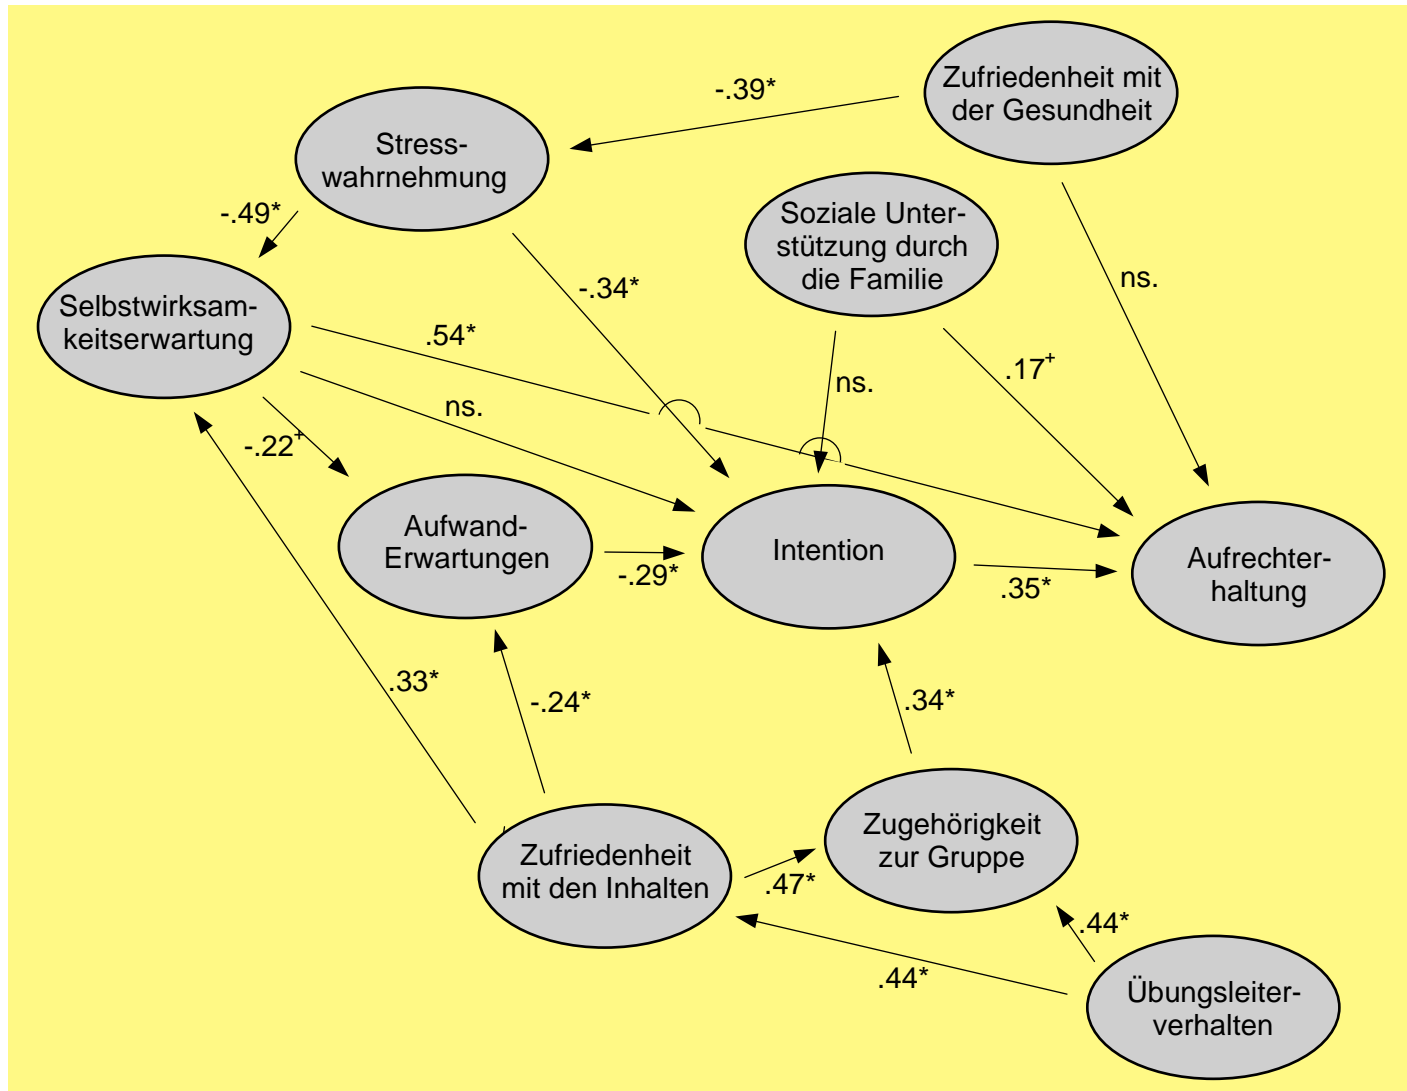 Zufriedenheit mit
der Gesundheit
-.39*
Stress-
wahrnehmung
-.49*
Soziale Unter-
stützung durch
die Familie
ns.
-.34*
Selbstwirksam-
keitserwartung
.54*
.17+
ns.
ns.
-.22+
Aufwand-
Erwartungen
-.29*
Intention
.35*
Aufrechter-
haltung
.33*
-.24*
.34*
Zugehörigkeit
zur Gruppe
Zufriedenheit
mit den Inhalten
.47*
.44*
.44*
Übungsleiter-
verhalten